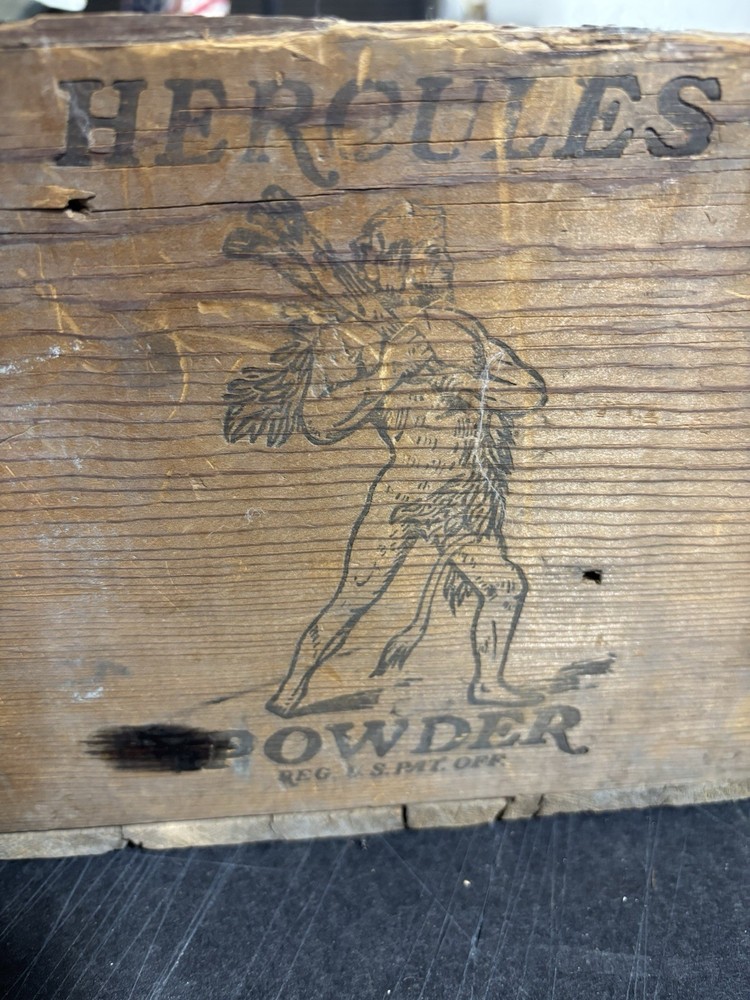 HERCULES
POWDER
REG. U.S. PAT. OFF.